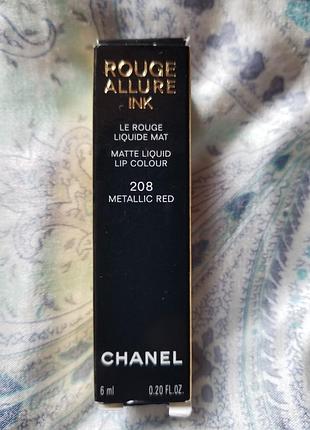 ROUGE
ALLURE
INK
LE ROUGE
LIQUIDE MAT
MATTE LIQUID
LIP COLOUR
208
METALLIC RED
CHANEL
6 ml 0.20 FL.OZ.